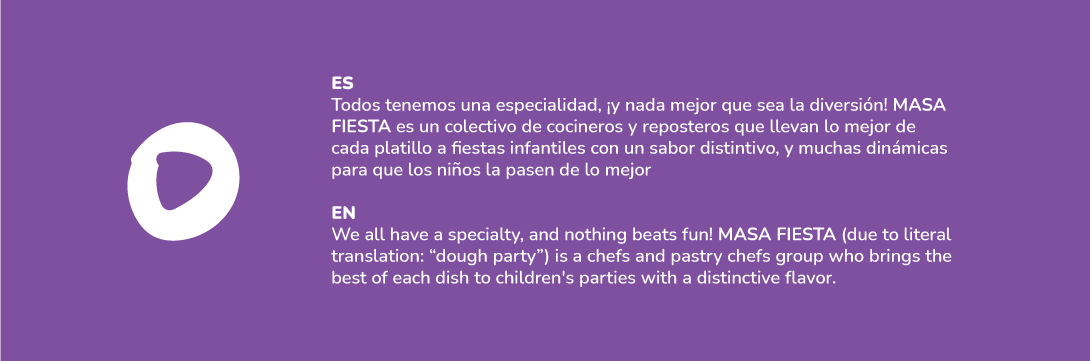 ES
Todos tenemos una especialidad, ¡y nada mejor que sea la diversión! MASA
FIESTA es un colectivo de cocineros y reposteros que llevan lo mejor de
cada platillo a fiestas infantiles con un sabor distintivo, y muchas dinámicas
para que los niños la pasen de lo mejor
EN
We all have a specialty, and nothing beats fun! MASA FIESTA (due to literal
translation: “dough party”) is a chefs and pastry chefs group who brings the
best of each dish to children's parties with a distinctive flavor.